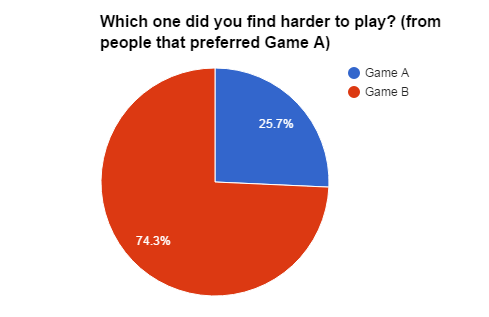 Which one did you find harder to play? (from
people that preferred Game A)
Game A
Game B
25.7%
74.3%